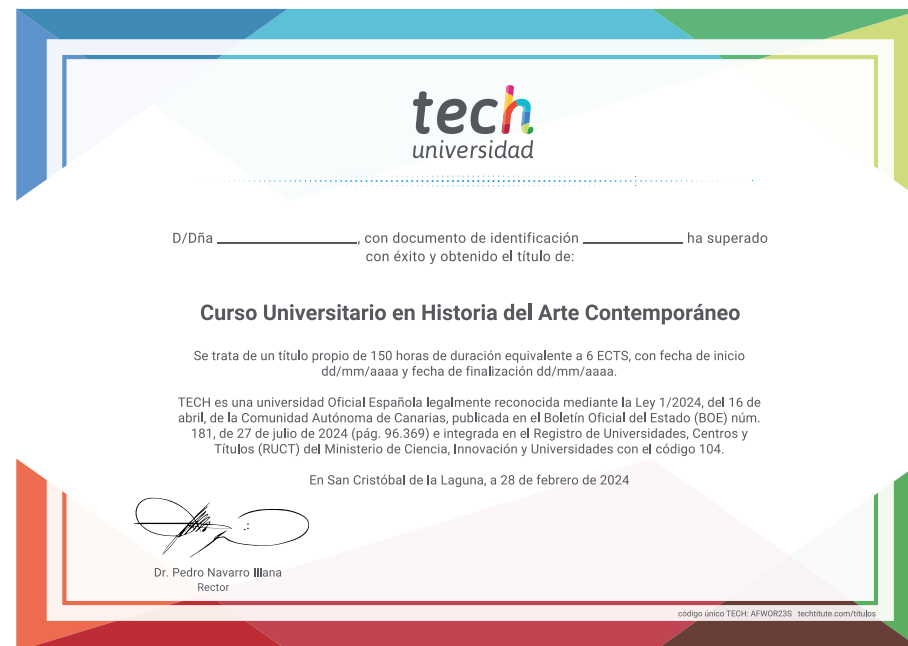 tech
universidad
D/Dña ____________________, con documento de identificación ______________ ha superado
con éxito y obtenido el título de:
Curso Universitario en Historia del Arte Contemporáneo
Se trata de un título propio de 150 horas de duración equivalente a 6 ECTS, con fecha de inicio
dd/mm/aaaa y fecha de finalización dd/mm/aaaa.
TECH es una universidad Oficial Española legalmente reconocida mediante la Ley 1/2024, del 16 de
abril, de la Comunidad Autónoma de Canarias, publicada en el Boletín Oficial del Estado (BOE) núm.
181, de 27 de julio de 2024 (pág. 96.369) e integrada en el Registro de Universidades, Centros y
Títulos (RUCT) del Ministerio de Ciencia, Innovación y Universidades con el código 104.
En San Cristóbal de la Laguna, a 28 de febrero de 2024
Dr. Pedro Navarro Illana
Rector
código único TECH: AFWOR23S techtitute.com/titulos